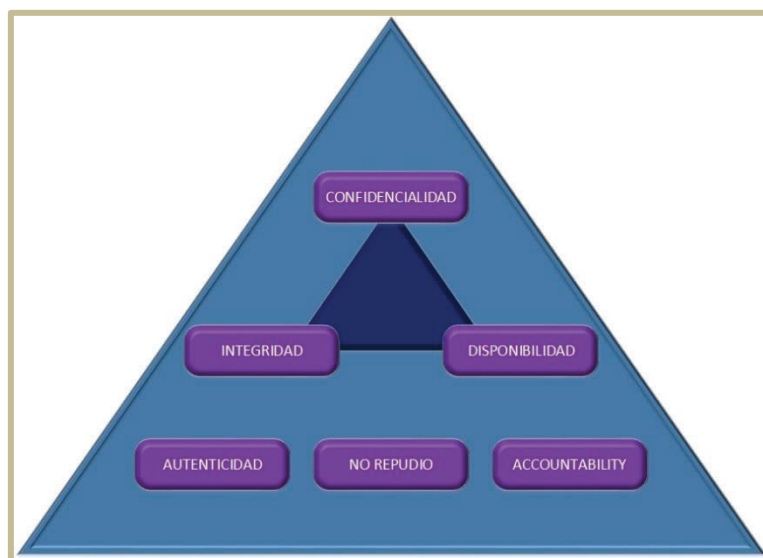 CONFIDENCIALIDAD
INTEGRIDAD
DISPONIBILIDAD
AUTENTICIDAD
NO REPUDIO
ACCOUNTABILITY